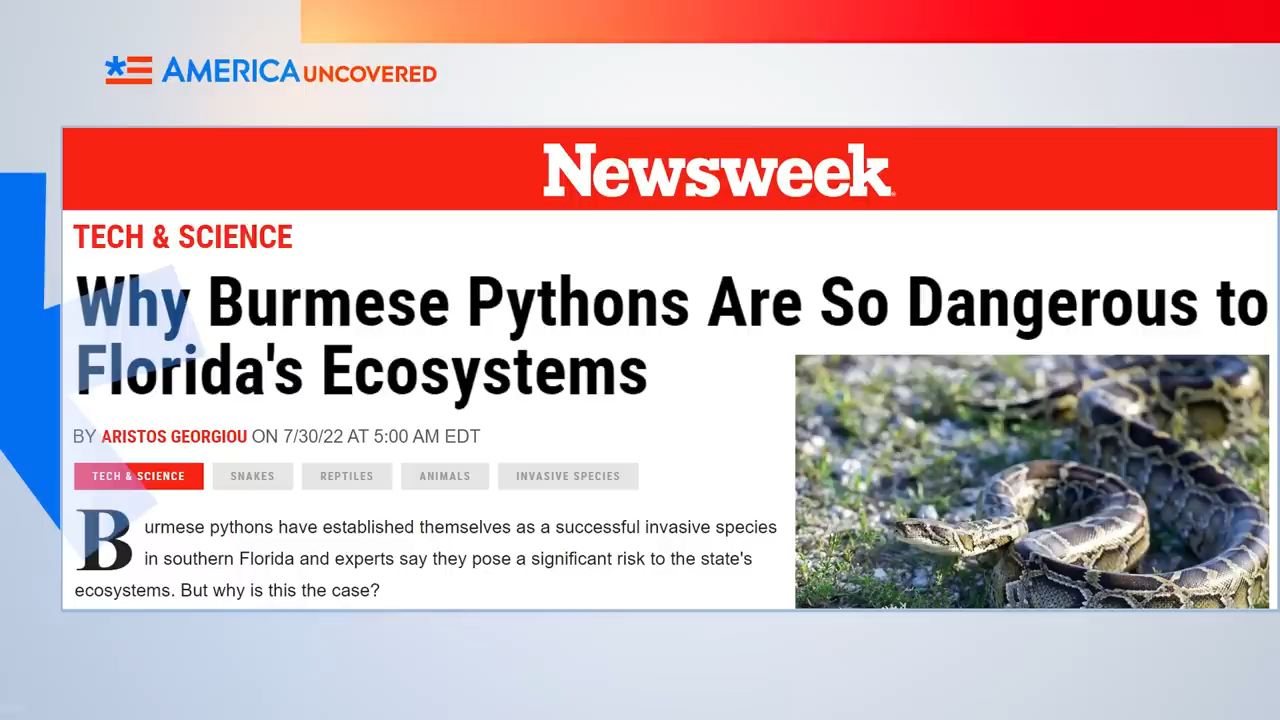 AMERICA UNCOVERED
Newsweek
TECH & SCIENCE
Why Burmese Pythons Are So Dangerous to
Florida's Ecosystems
BY ARISTOS GEORGIOU ON 7/30/22 AT 5:00 AM EDT
TECH & SCIENCE SNAKES REPTILES ANIMALS INVASIVE SPECIES
Burmese pythons have established themselves as a successful invasive species
in southern Florida and experts say they pose a significant risk to the state's
ecosystems. But why is this the case?